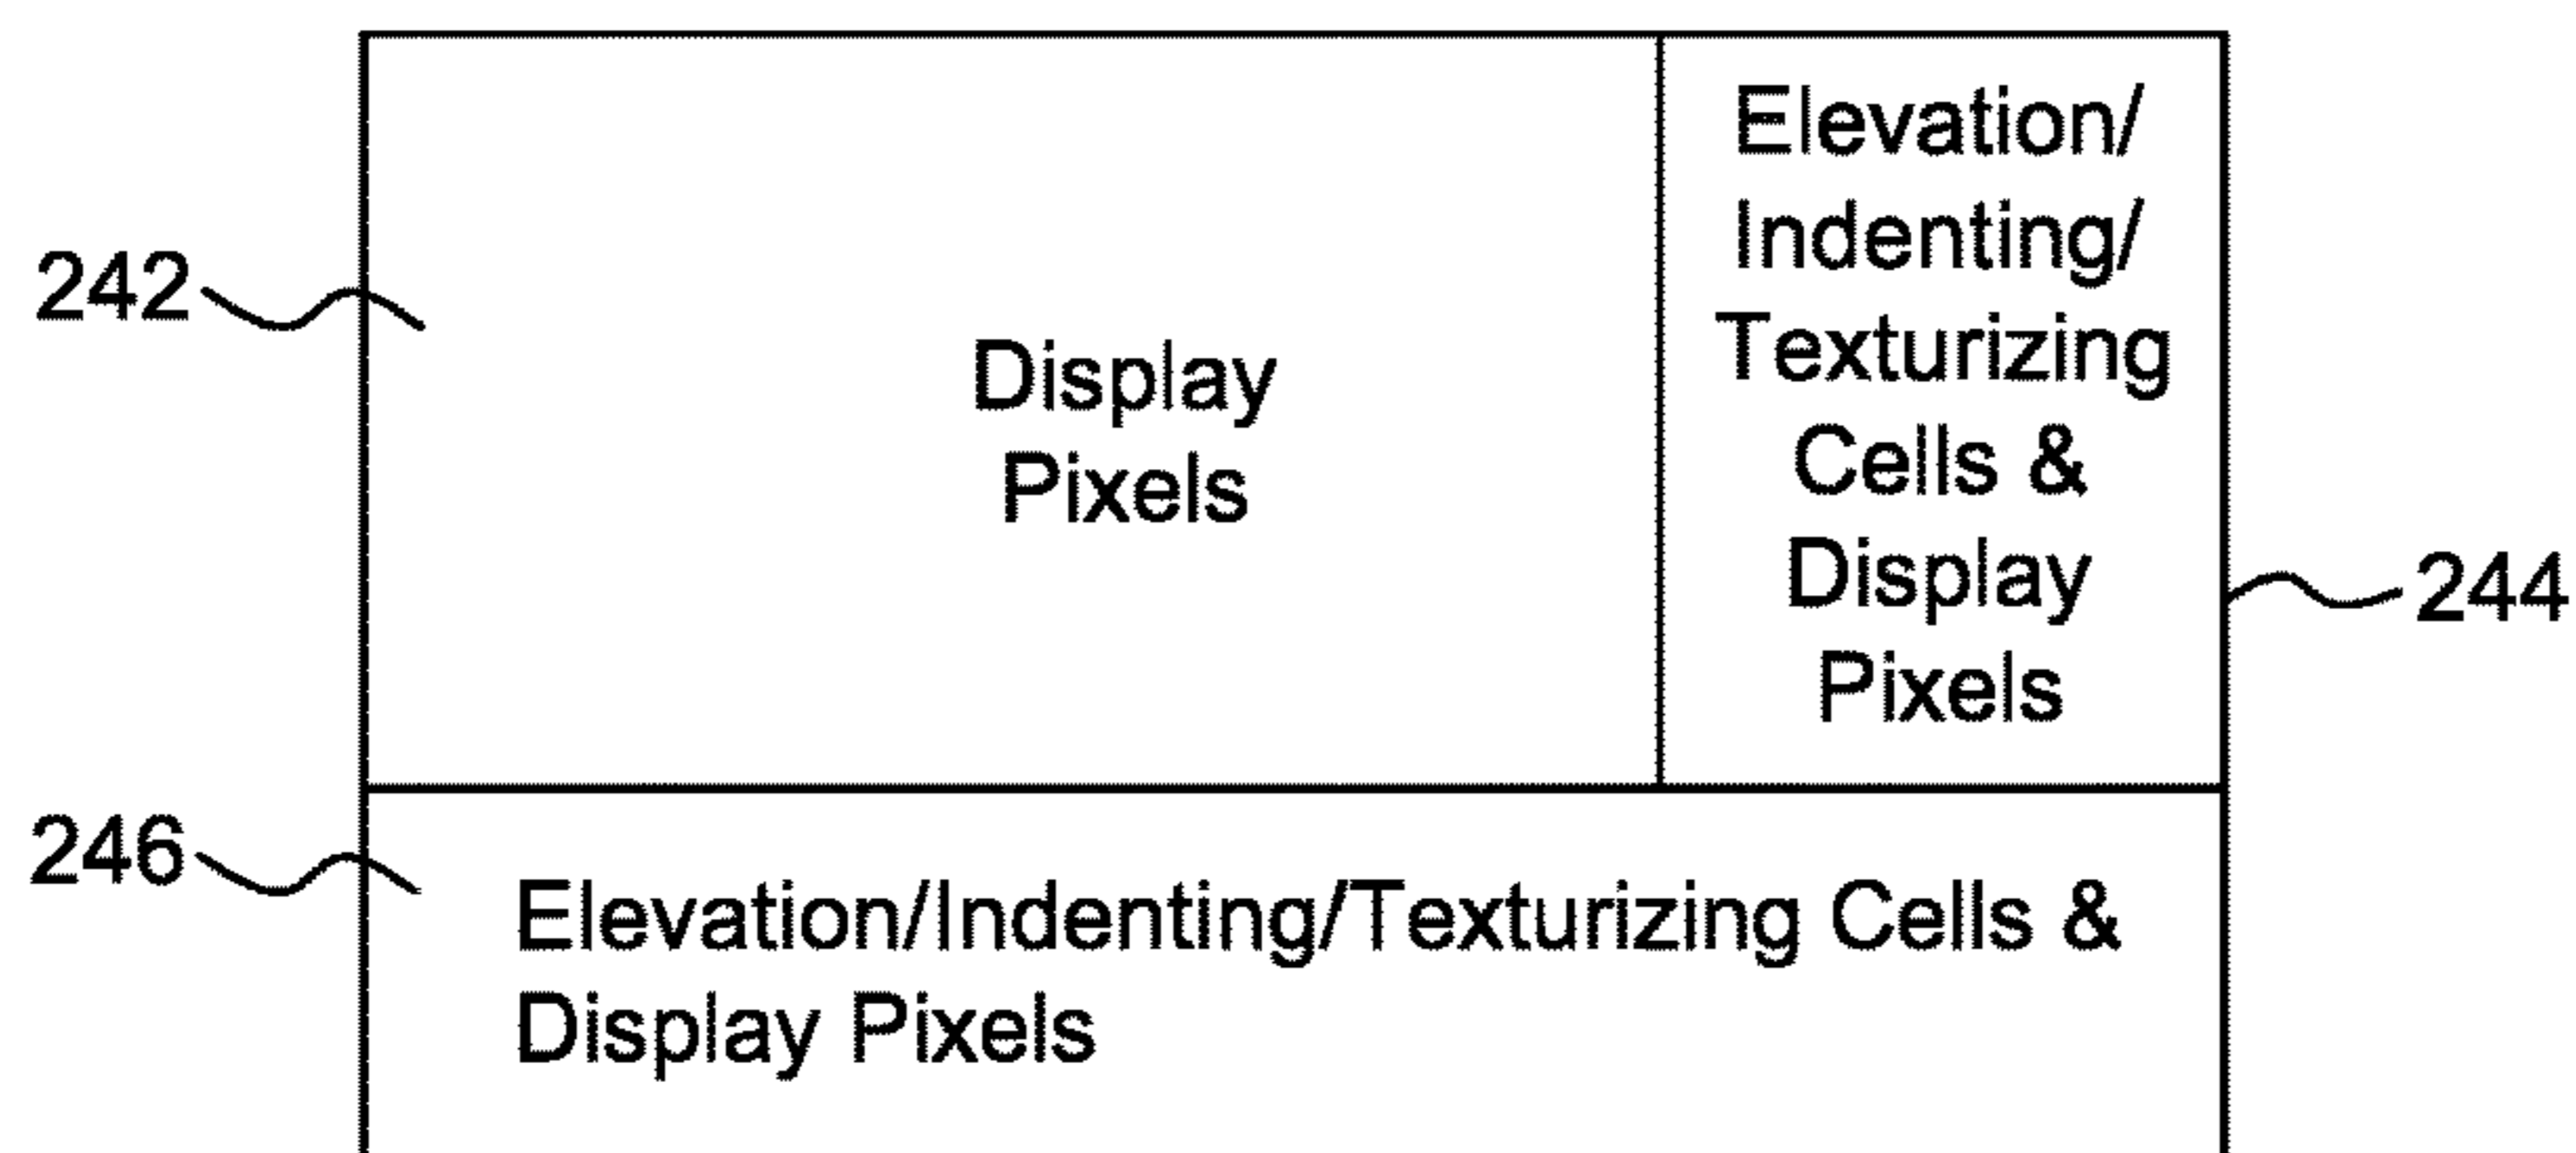 242
Display
Pixels
Elevation/
Indenting/
Texturizing
Cells &
Display
Pixels
244
246
Elevation/Indenting/Texturizing Cells &
Display Pixels